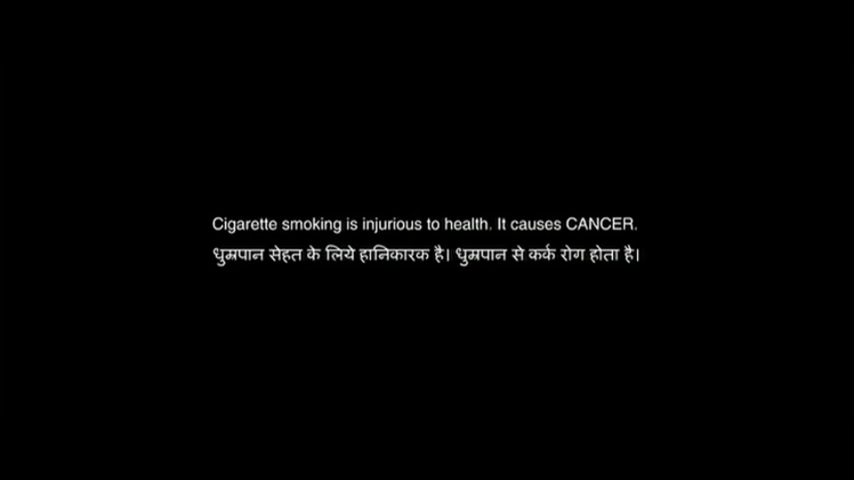 Cigarette smoking is injurious to health. It causes CANCER.
धुम्रपान सेहत के लिये हानिकारक है। धुम्रपान से कर्क रोग होता है।